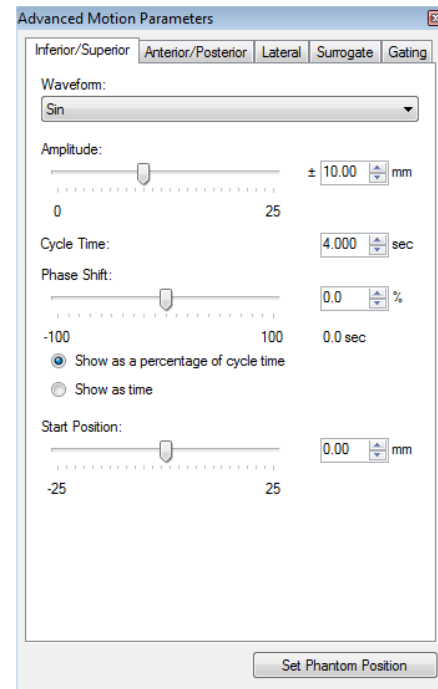 Advanced Motion Parameters
Inferior/Superior Anterior/Posterior Lateral Surrogate Gating
Waveform:
Sin
Amplitude:
± 10.00 mm
0 25
Cycle Time: 4.000 sec
Phase Shift:
0.0 %
-100 100 0.0 sec
Show as a percentage of cycle time
Show as time
Start Position:
0.00 mm
-25 25
Set Phantom Position